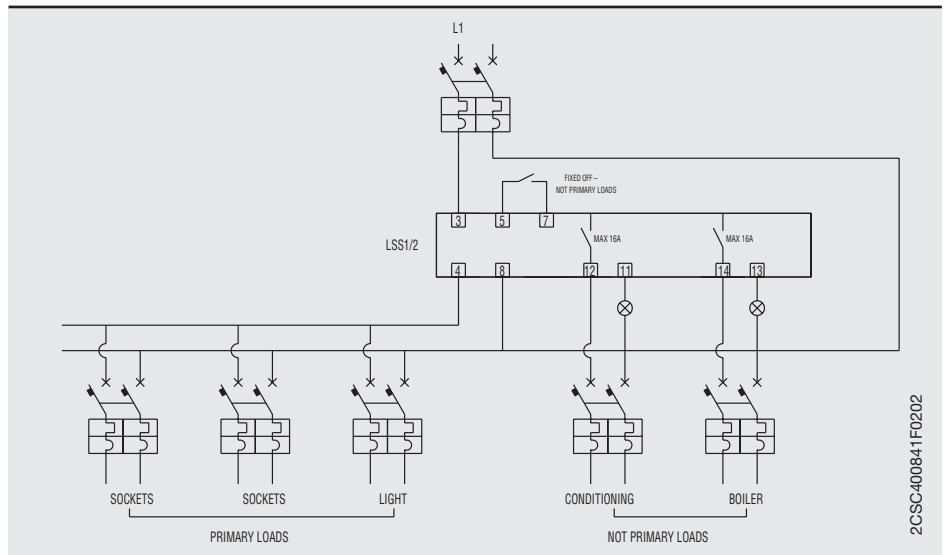 L1
FIXED OFF –
NOT PRIMARY LOADS
3 5 7
LSS1/2
MAX 16A MAX 16A
4 8 12 11 14 13
SOCKETS SOCKETS LIGHT CONDITIONING BOILER
PRIMARY LOADS NOT PRIMARY LOADS
2CSC400841F0202